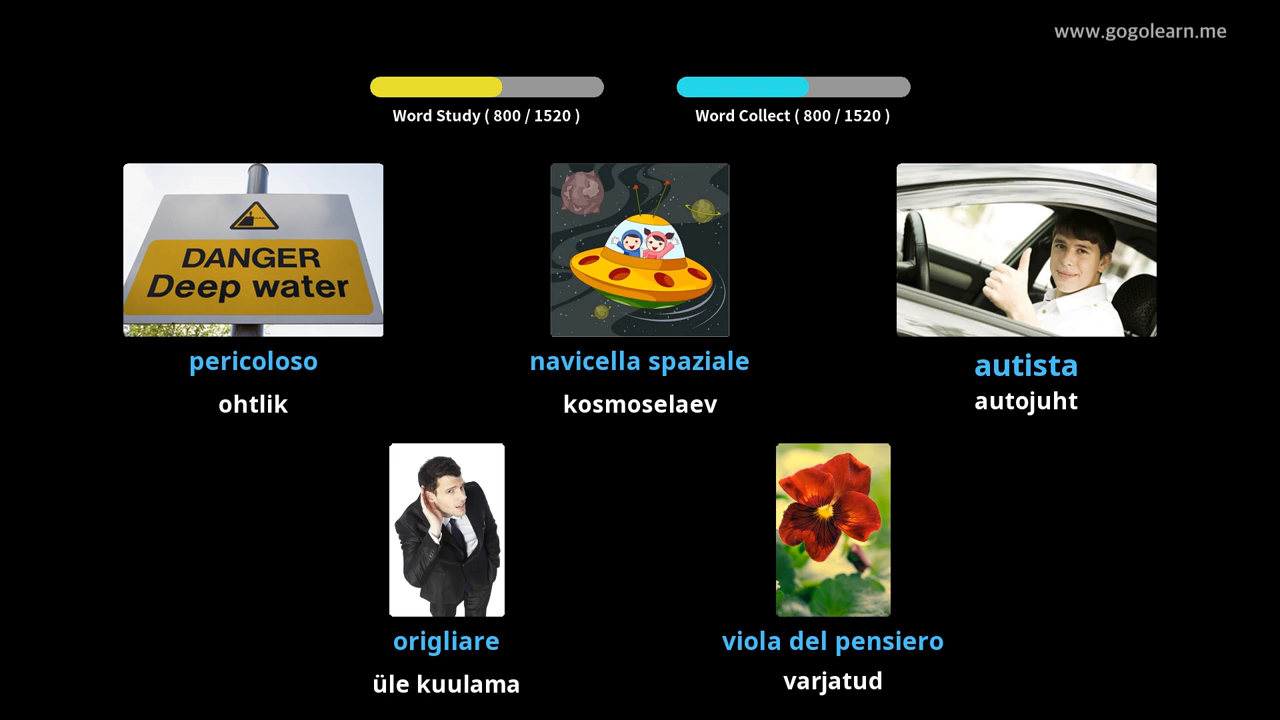 www.gogolearn.me
Word Study ( 800 / 1520 )
Word Collect ( 800 / 1520 )
DANGER
Deep water
pericoloso
ohtlik
navicella spaziale
kosmoselaev
autista
autojuht
origliare
üle kuulama
viola del pensiero
varjatud